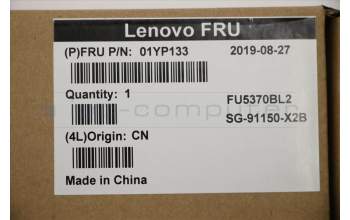 Lenovo FRU
(P)FRU P/N: 01YP133 2019-08-27
Quantity: 1 FU5370BL2
SG-91150-X2B
(4L)Origin: CN
Made in China